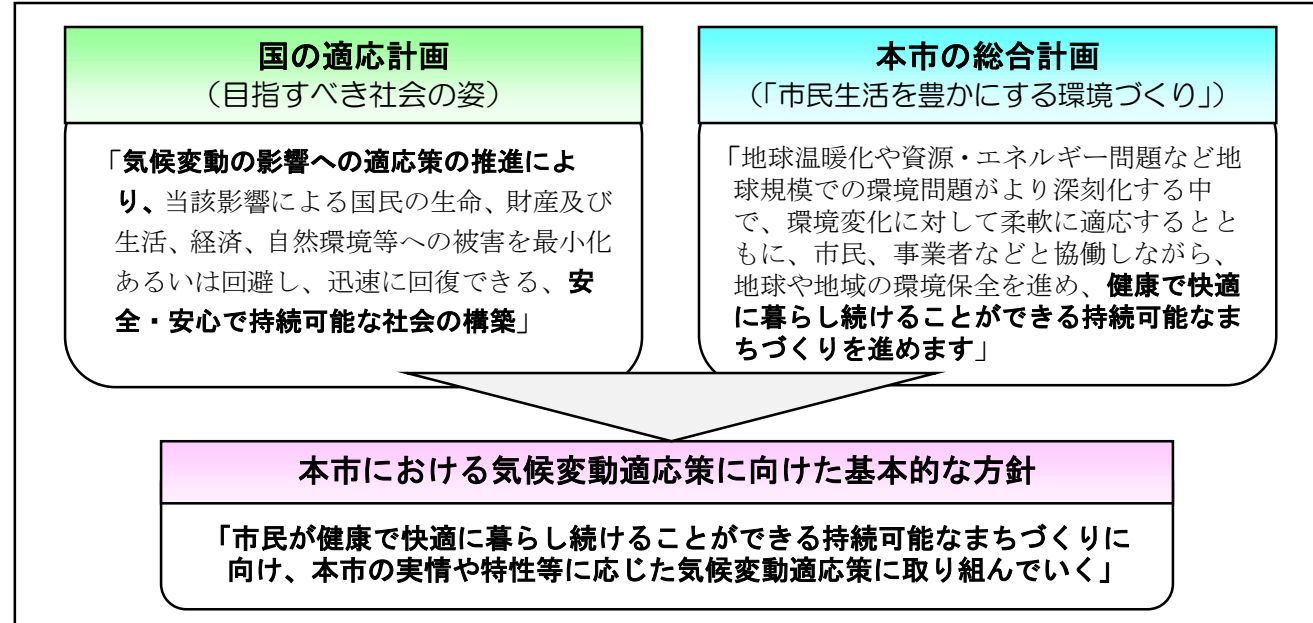 国の適応計画
（目指すべき社会の姿）
「気候変動の影響への適応策の推進によ
り、当該影響による国民の生命、財産及び
生活、経済、自然環境等への被害を最小化
あるいは回避し、迅速に回復できる、安
全・安心で持続可能な社会の構築」
本市の総合計画
（「市民生活を豊かにする環境づくり」）
「地球温暖化や資源・エネルギー問題など地
球規模での環境問題がより深刻化する中
で、環境変化に対して柔軟に適応するとと
もに、市民、事業者などと協働しながら、
地球や地域の環境保全を進め、健康で快適
に暮らし続けることができる持続可能なま
ちづくりを進めます」
本市における気候変動適応策に向けた基本的な方針
「市民が健康で快適に暮らし続けることができる持続可能なまちづくりに
向け、本市の実情や特性等に応じた気候変動適応策に取り組んでいく」